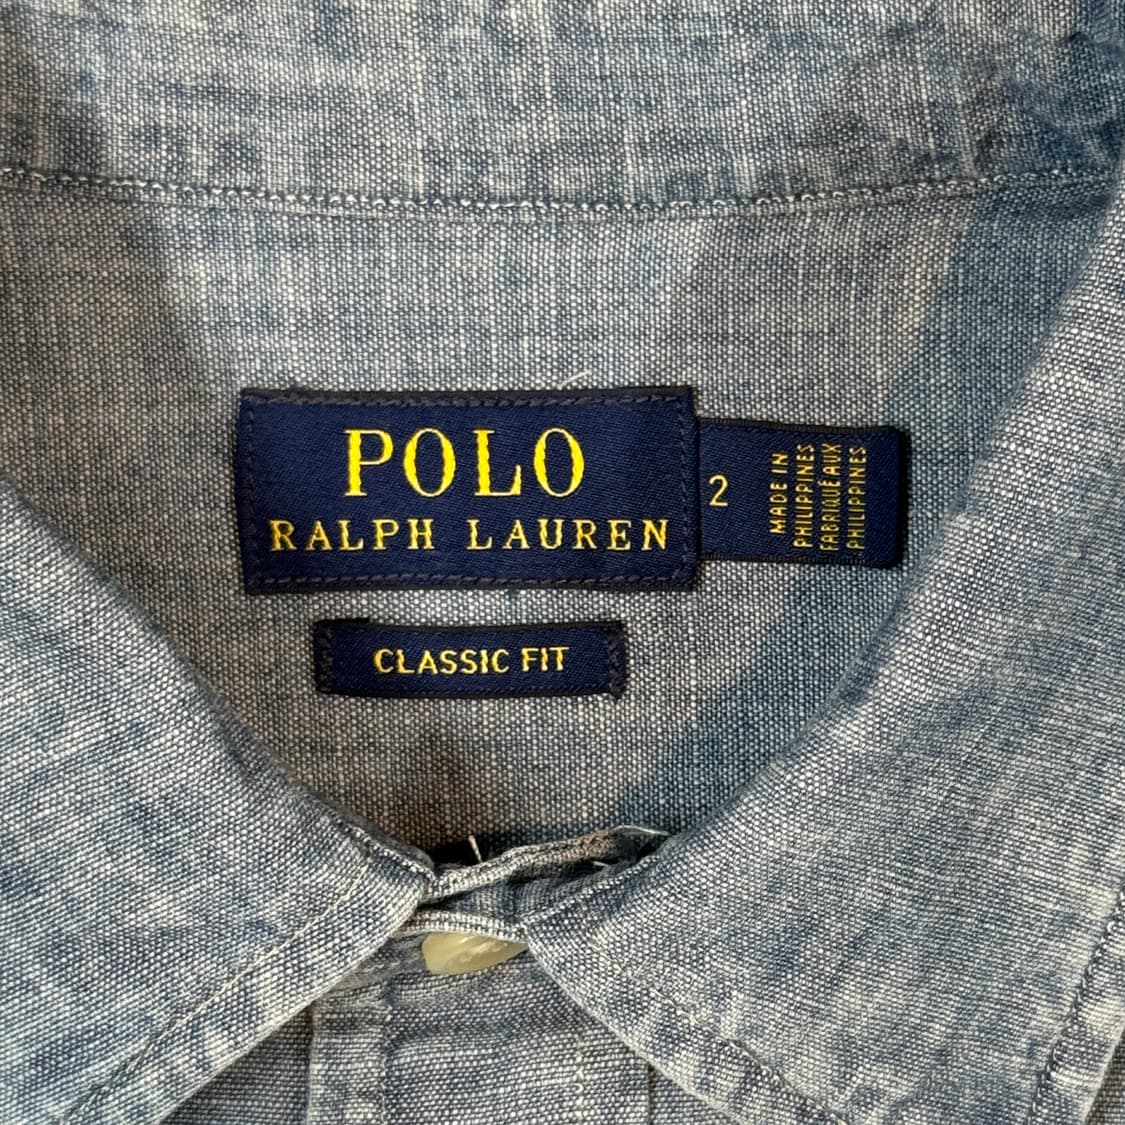 POLO
RALPH LAUREN
2
MADE IN
PHILIPPINES
FABRIQUÉ AUX
PHILIPPINES
CLASSIC FIT